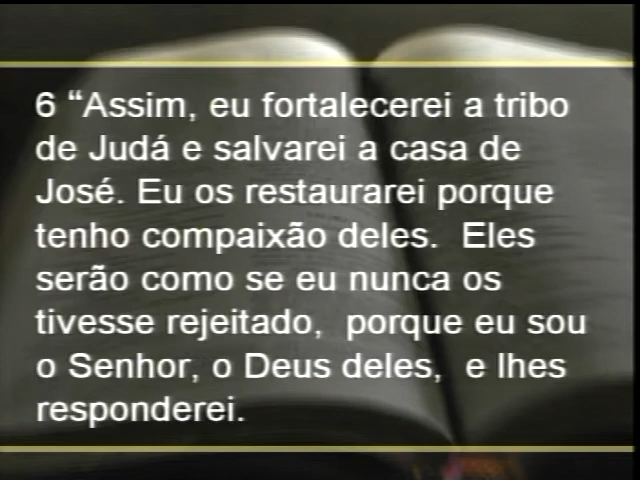 6 “Assim, eu fortalecerei a tribo
de Judá e salvarei a casa de
José. Eu os restaurarei porque
tenho compaixão deles.  Eles
serão como se eu nunca os
tivesse rejeitado,  porque eu sou
o Senhor, o Deus deles,  e lhes
responderei.